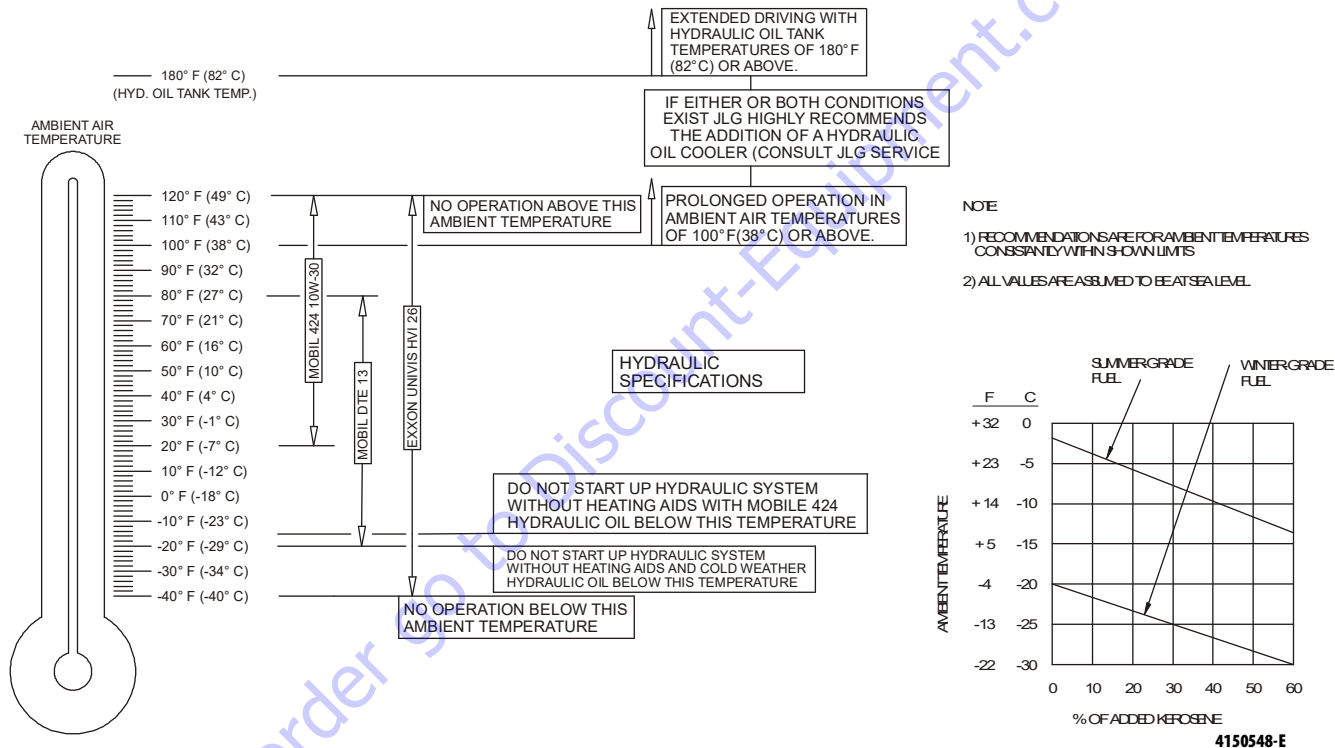 EXTENDED DRIVING WITH
HYDRAULIC OIL TANK
TEMPERATURES OF 180°F
(82°C) OR ABOVE.
180° F (82° C)
(HYD. OIL TANK TEMP.)
IF EITHER OR BOTH CONDITIONS
EXIST JLG HIGHLY RECOMMENDS
THE ADDITION OF A HYDRAULIC
OIL COOLER (CONSULT JLG SERVICE
AMBIENT AIR
TEMPERATURE
120° F (49° C)
110° F (43° C)
100° F (38° C)
90° F (32° C)
80° F (27° C)
70° F (21° C)
60° F (16° C)
50° F (10° C)
40° F (4° C)
30° F (-1° C)
20° F (-7° C)
10° F (-12° C)
0° F (-18° C)
-10° F (-23° C)
-20° F (-29° C)
-30° F (-34° C)
-40° F (-40° C)
MOBIL 424 10W-30
MOBIL DTE 13
EXXON UNIVIS HVI 26
NO OPERATION ABOVE THIS
AMBIENT TEMPERATURE
PROLONGED OPERATION IN
AMBIENT AIR TEMPERATURES
OF 100°F(38°C) OR ABOVE.
HYDRAULIC
SPECIFICATIONS
DO NOT START UP HYDRAULIC SYSTEM
WITHOUT HEATING AIDS WITH MOBILE 424
HYDRAULIC OIL BELOW THIS TEMPERATURE
DO NOT START UP HYDRAULIC SYSTEM
WITHOUT HEATING AIDS AND COLD WEATHER
HYDRAULIC OIL BELOW THIS TEMPERATURE
NO OPERATION BELOW THIS
AMBIENT TEMPERATURE
NOTE:
1) RECOMMENDATIONS ARE FOR AMBIENT TEMPERATURES
CONSISTANTLY WITHIN SHOWN LIMITS
2) ALL VALUES ARE ASSUMED TO BE AT SEA LEVEL.
SUMMER-GRADE
FUEL
WINTER-GRADE
FUEL
F C
+32 0
+23 -5
+14 -10
+5 -15
-4 -20
-13 -25
-22 -30
AMBIENT TEMPERATURE
0 10 20 30 40 50 60
% OF ADDED KEROSENE
4150548-E
order go to Discount-Equipment.c